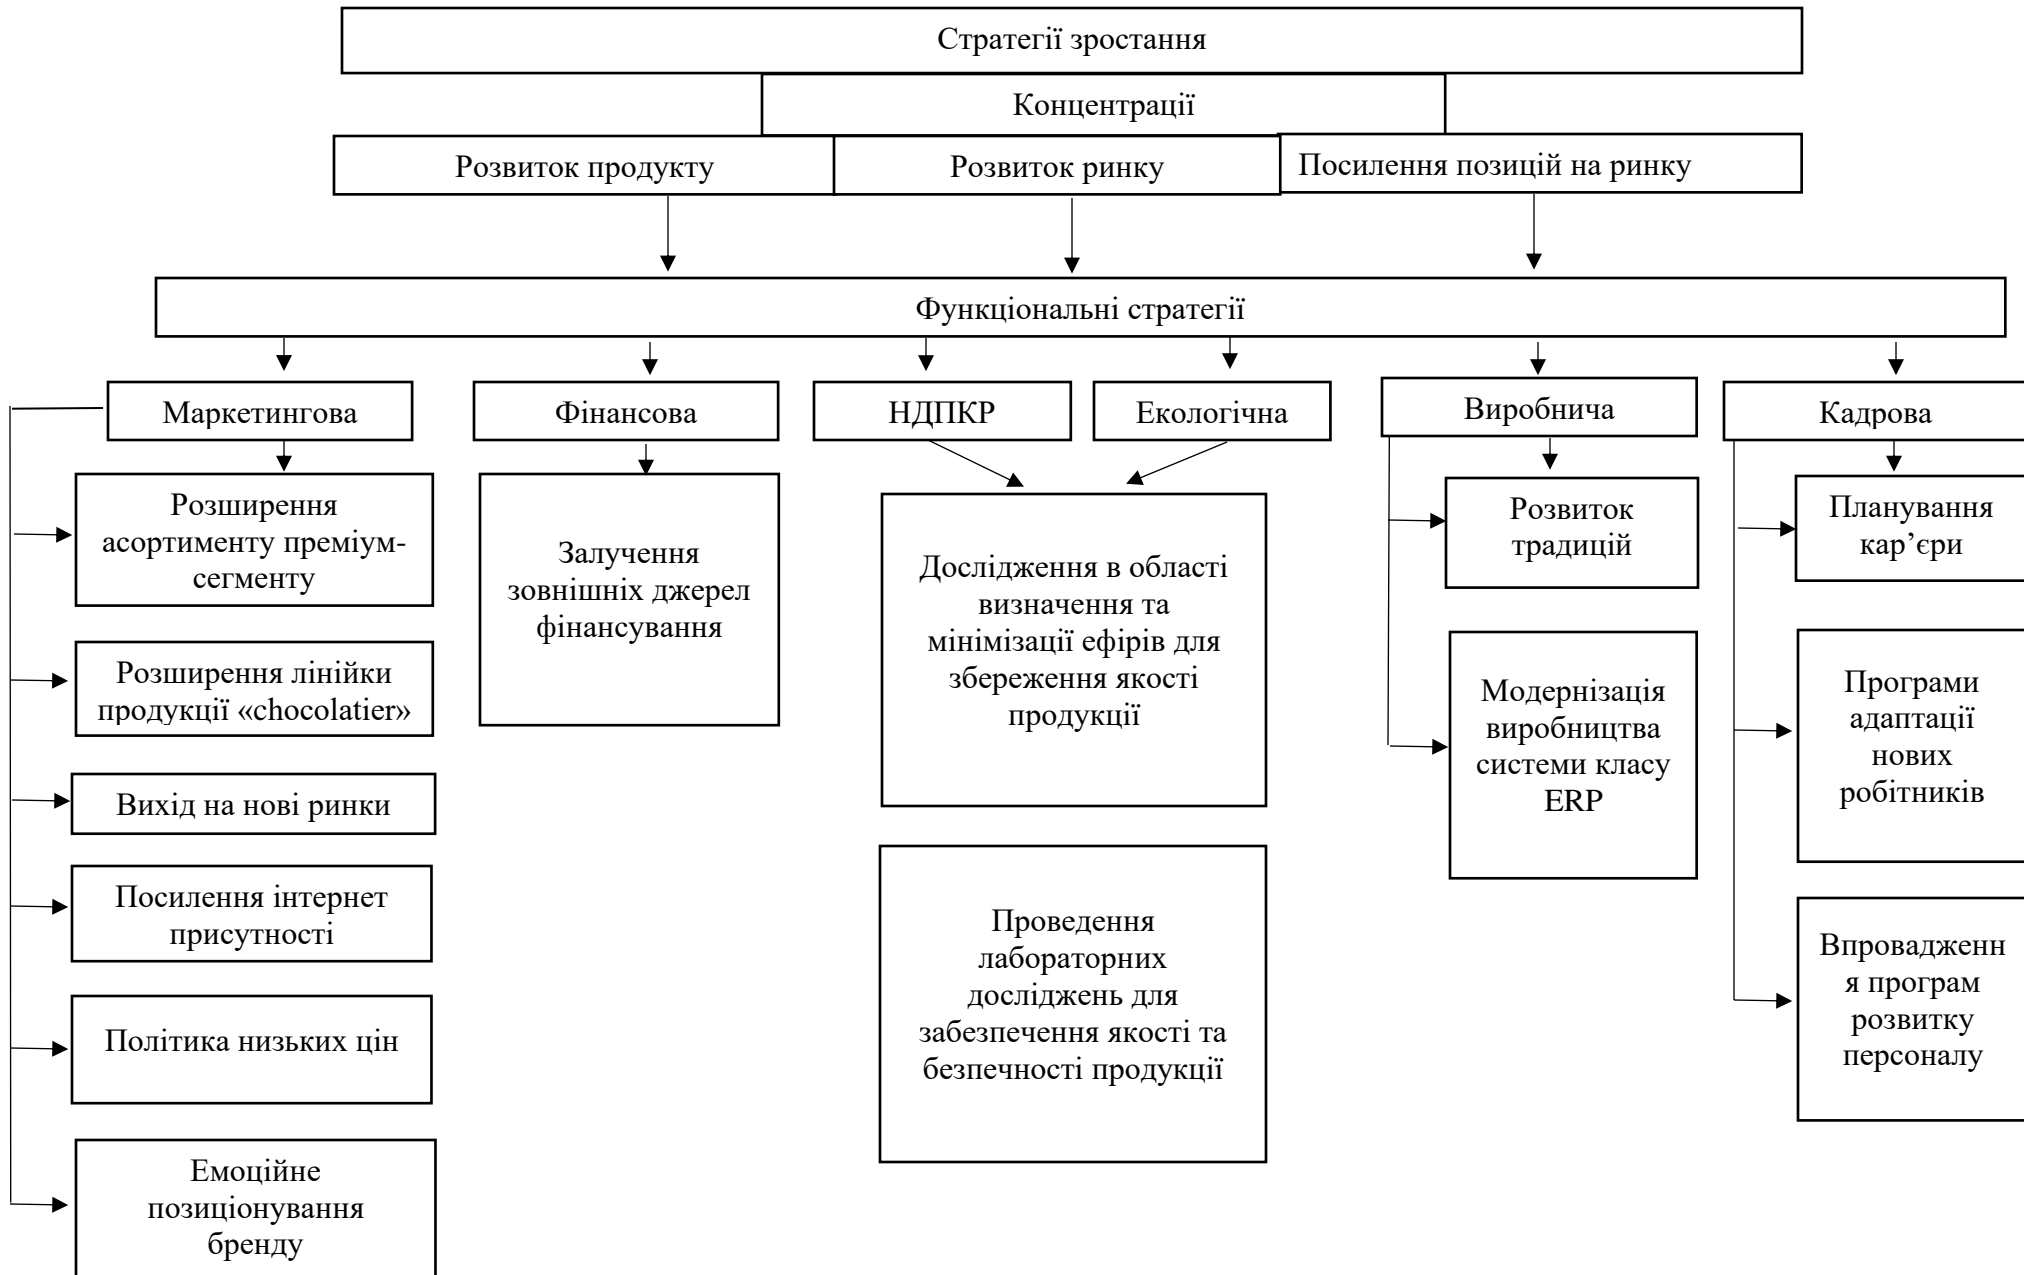 Стратегії зростання
Концентрації
Розвиток продукту
Розвиток ринку
Посилення позицій на ринку
Функціональні стратегії
Маркетингова
Фінансова
НДПКР
Екологічна
Виробнича
Кадрова
Розширення
асортименту преміум-
сегменту
Розширення лінійки
продукції «chocolatier»
Вихід на нові ринки
Посилення інтернет
присутності
Політика низьких цін
Емоційне
позиціонування
бренду
Залучення
зовнішніх джерел
фінансування
Дослідження в області
визначення та
мінімізації ефірів для
збереження якості
продукції
Проведення
лабораторних
досліджень для
забезпечення якості та
безпечності продукції
Розвиток
традицій
Модернізація
виробництва
системи класу
ERP
Планування
кар’єри
Програми
адаптації
нових
робітників
Впровадженн
я програм
розвитку
персоналу